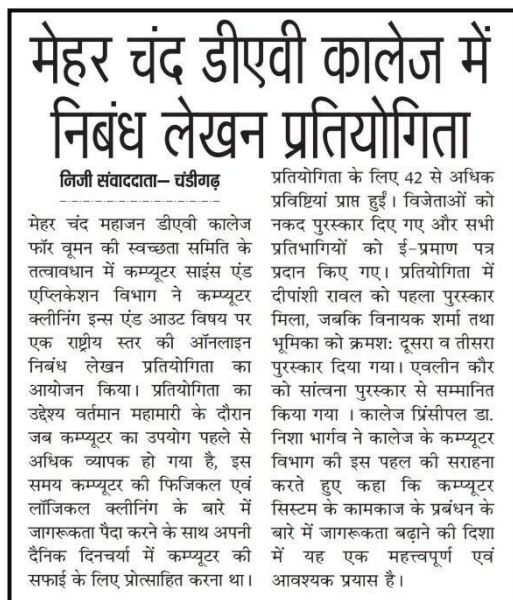 मेहर चंद डीएवी कालेज में
निबंध लेखन प्रतियोगिता
निजी संवाददाता— चंडीगढ़
मेहर चंद महाजन डीएवी कालेज
फॉर वूमन की स्वच्छता समिति के
तत्वावधान में कम्प्यूटर साइंस एंड
एप्लिकेशन विभाग ने कम्प्यूटर
क्लीनिंग इन्स एंड आउट विषय पर
एक राष्ट्रीय स्तर की ऑनलाइन
निबंध लेखन प्रतियोगिता का
आयोजन किया। प्रतियोगिता का
उद्देश्य वर्तमान महामारी के दौरान
जब कम्प्यूटर का उपयोग पहले से
अधिक व्यापक हो गया है, इस
समय कम्प्यूटर की फिजिकल एवं
लॉजिकल क्लीनिंग के बारे में
जागरूकता पैदा करने के साथ अपनी
दैनिक दिनचर्या में कम्प्यूटर की
सफाई के लिए प्रोत्साहित करना था।
प्रतियोगिता के लिए 42 से अधिक
प्रविष्टियां प्राप्त हुईं। विजेताओं को
नकद पुरस्कार दिए गए और सभी
प्रतिभागियों को ई-प्रमाण पत्र
प्रदान किए गए। प्रतियोगिता में
दीपांशी रावल को पहला पुरस्कार
मिला, जबकि विनायक शर्मा तथा
भूमिका को क्रमश: दूसरा व तीसरा
पुरस्कार दिया गया। एवलीन कौर
को सांत्वना पुरस्कार से सम्मानित
किया गया । कालेज प्रिंसीपल डा.
निशा भार्गव ने कालेज के कम्प्यूटर
विभाग की इस पहल की सराहना
करते हुए कहा कि कम्प्यूटर
सिस्टम के कामकाज के प्रबंधन के
बारे में जागरूकता बढ़ाने की दिशा
में यह एक महत्त्वपूर्ण एवं
आवश्यक प्रयास है।